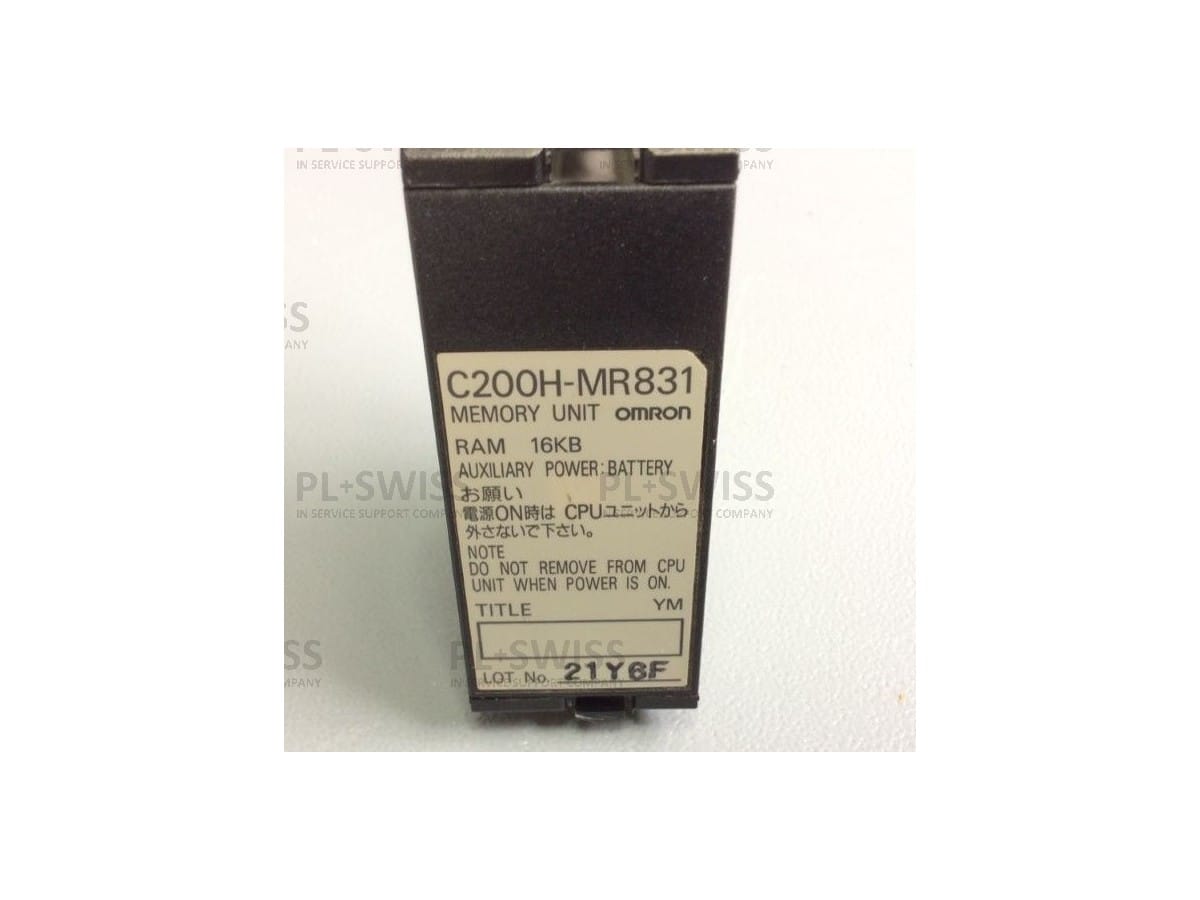 PL+SWISS
IN SERVICE SUPPORT COMPANY
C200H-MR831
MEMORY UNIT OMRON
RAM 16KB
AUXILIARY POWER:BATTERY
お願い
電源ON時は CPUユニットから
外さないで下さい。
NOTE
DO NOT REMOVE FROM CPU
UNIT WHEN POWER IS ON.
TITLE YM
LOT No. 21Y6F